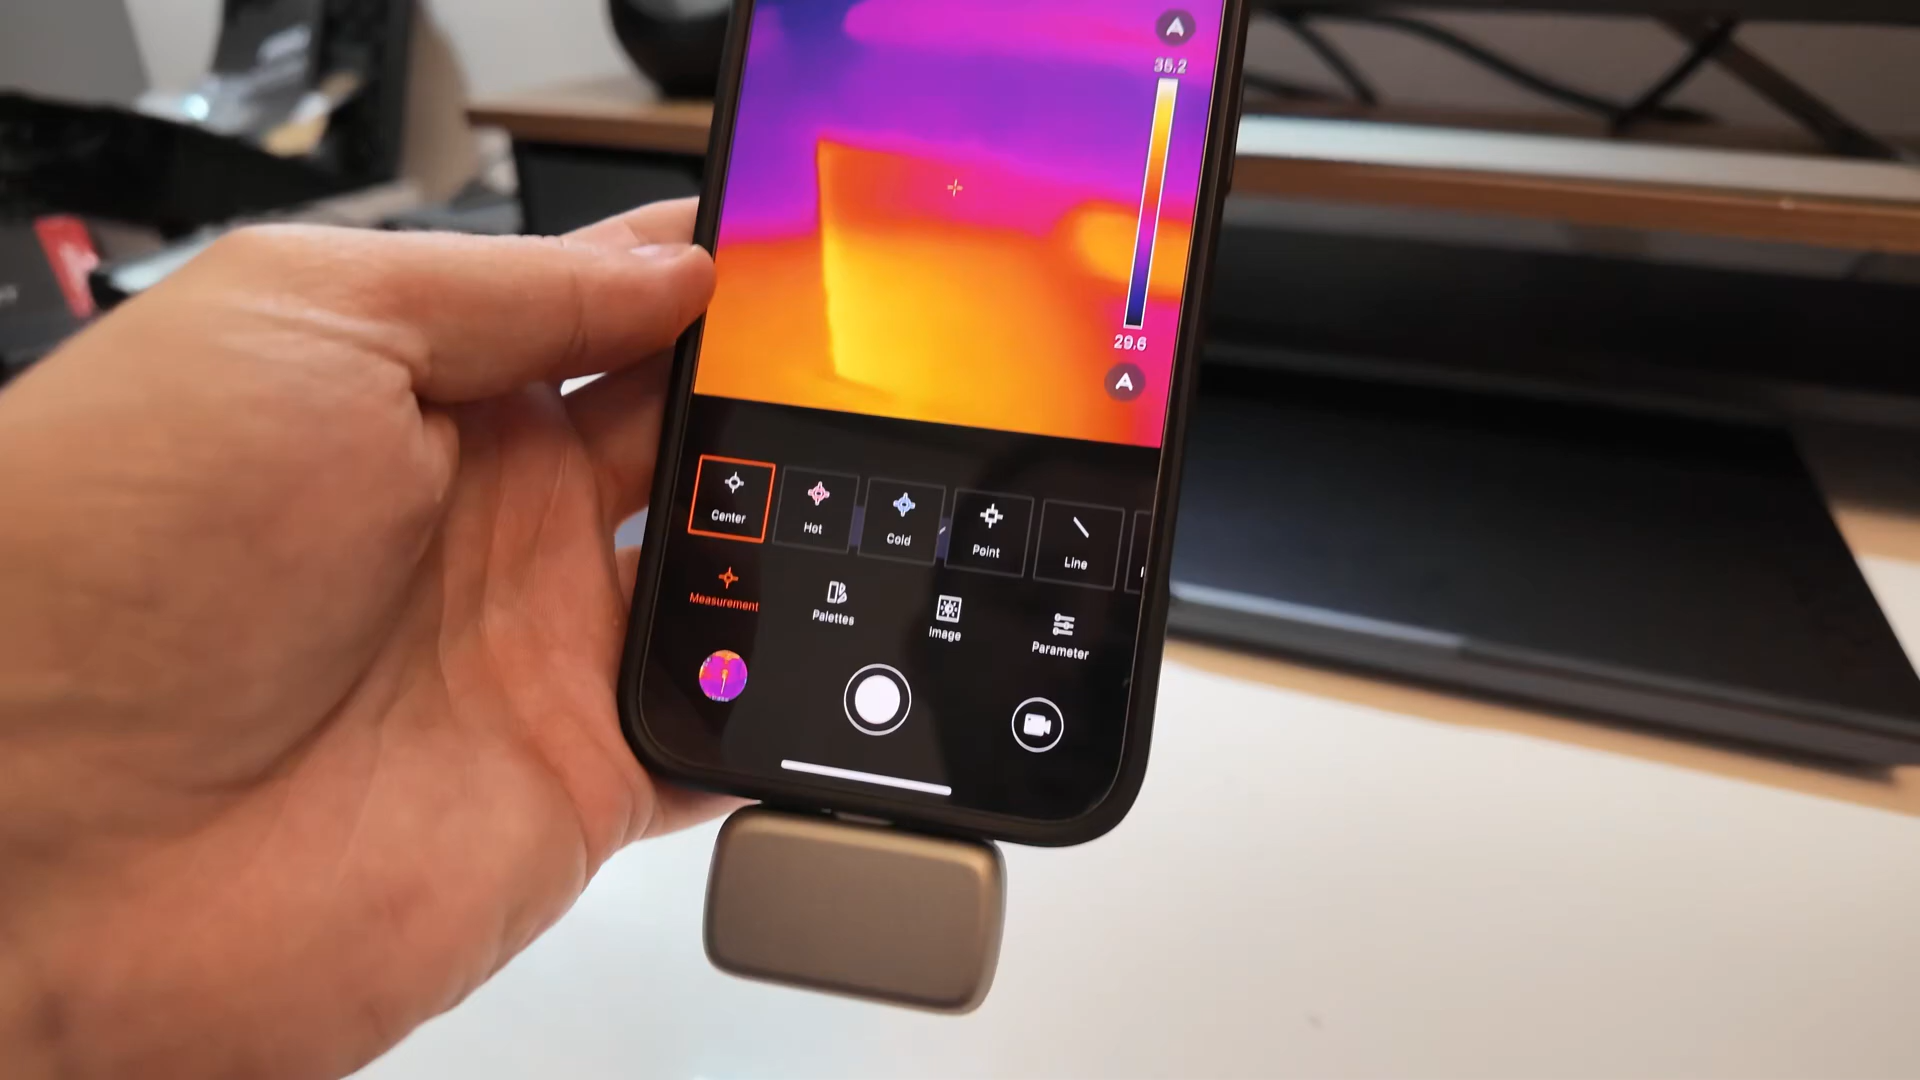 35.2
29.6
Center
Hot
Cold
Point
Line
Measurement
Palettes
Image
Parameter